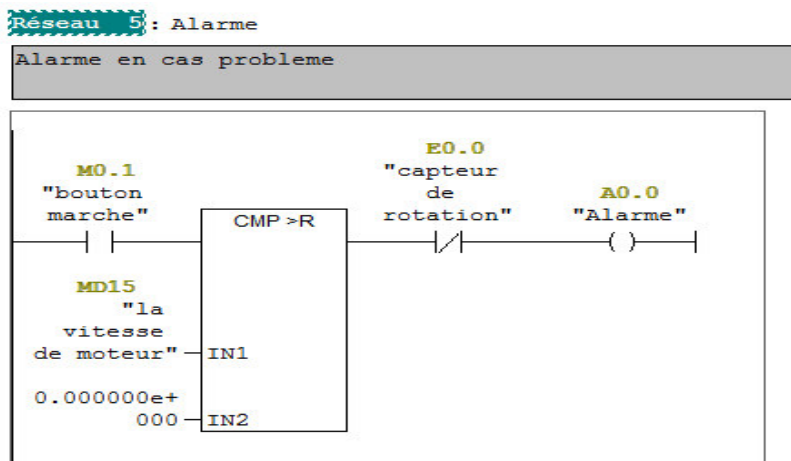 Réseau 5 : Alarme
Alarme en cas probleme
M0.1
"bouton
marche"
CMP >R
E0.0
"capteur
de
rotation"
A0.0
"Alarme"
MD15
"la
vitesse
de moteur"
IN1
0.000000e+
000
IN2